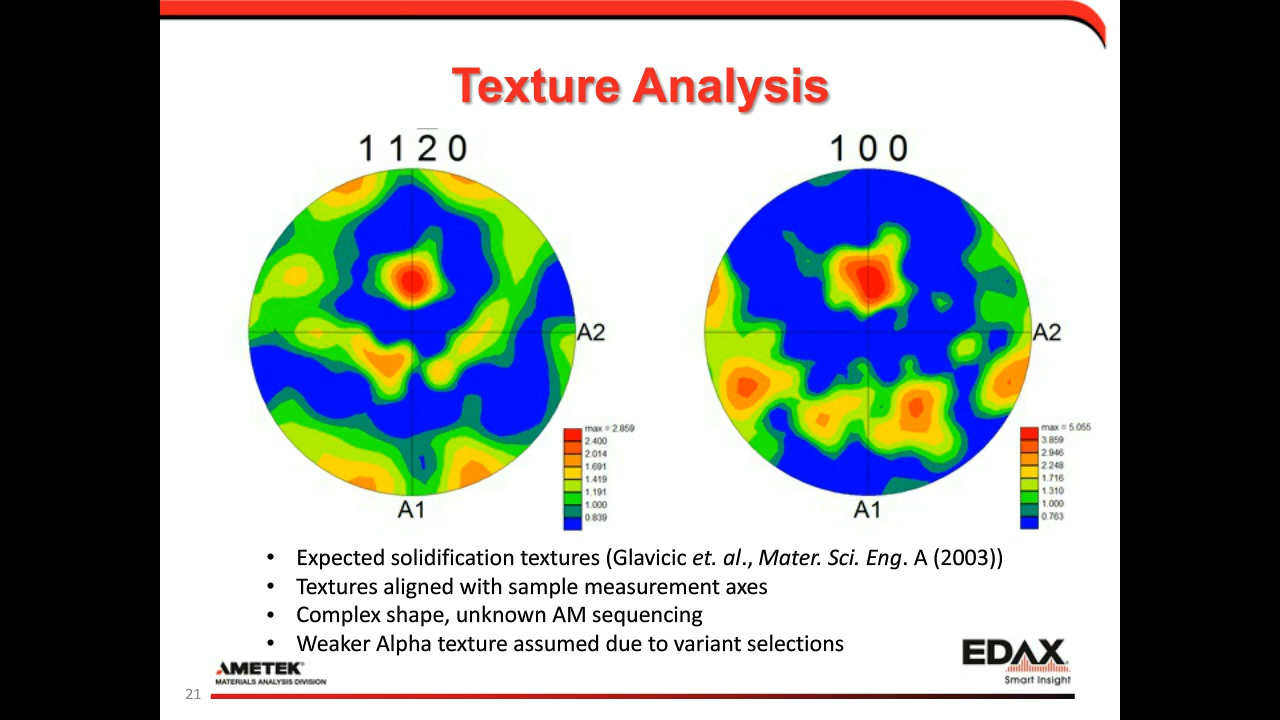 Texture Analysis
1 1 2̅ 0
1 0 0
A2
A2
max = 2.859
2.400
2.014
1.691
1.419
1.191
1.000
0.839
max = 5.055
3.859
2.946
2.248
1.716
1.310
1.000
0.763
A1
A1
• Expected solidification textures (Glavicic et. al., Mater. Sci. Eng. A (2003))
• Textures aligned with sample measurement axes
• Complex shape, unknown AM sequencing
• Weaker Alpha texture assumed due to variant selections
AMETEK®
MATERIALS ANALYSIS DIVISION
EDAX®
Smart Insight
21